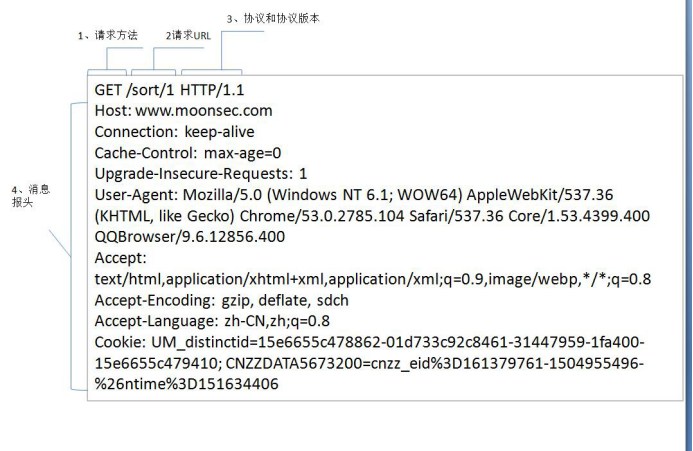 3、协议和协议版本
1、请求方法
2请求URL
GET /sort/1 HTTP/1.1
Host: www.moonsec.com
Connection: keep-alive
Cache-Control: max-age=0
Upgrade-Insecure-Requests: 1
User-Agent: Mozilla/5.0 (Windows NT 6.1; WOW64) AppleWebKit/537.36
(KHTML, like Gecko) Chrome/53.0.2785.104 Safari/537.36 Core/1.53.4399.400
QQBrowser/9.6.12856.400
Accept:
text/html,application/xhtml+xml,application/xml;q=0.9,image/webp,*/*;q=0.8
Accept-Encoding: gzip, deflate, sdch
Accept-Language: zh-CN,zh;q=0.8
Cookie: UM_distinctid=15e6655c478862-01d733c92c8461-31447959-1fa400-
15e6655c479410; CNZZDATA5673200=cnzz_eid%3D161379761-1504955496-
%26ntime%3D151634406
4、消息
报头